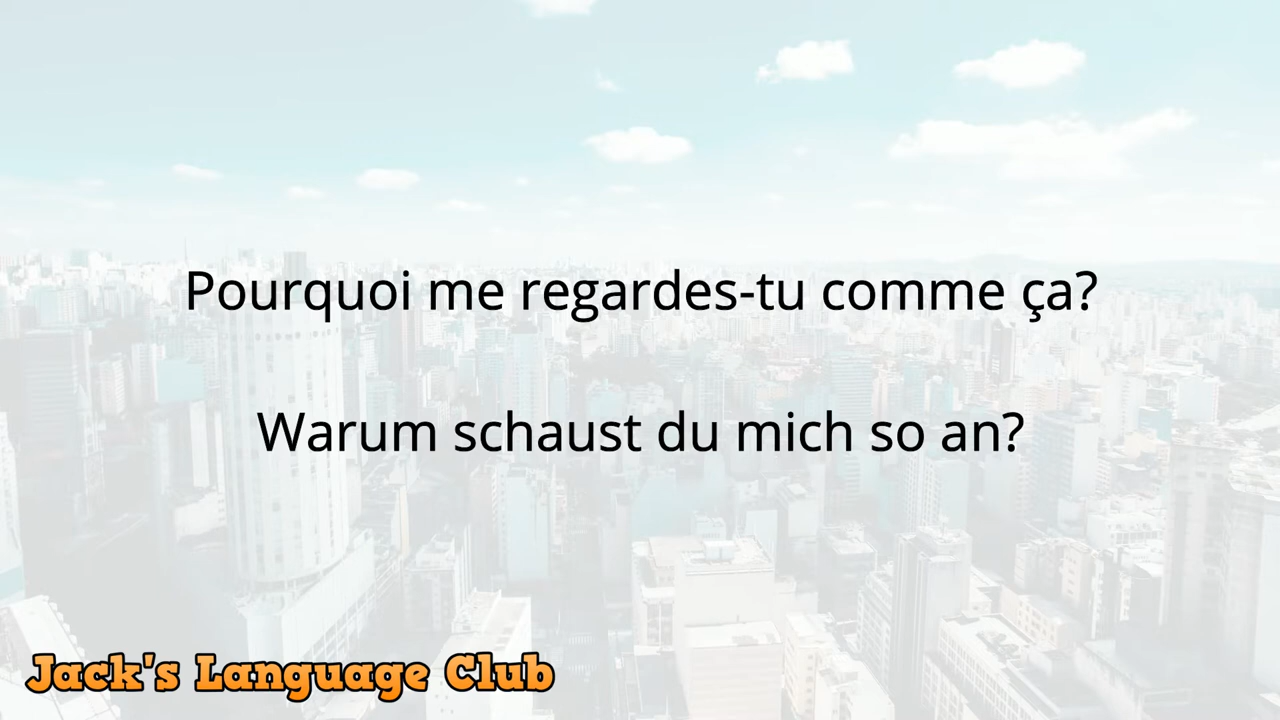 Pourquoi me regardes-tu comme ça?
Warum schaust du mich so an?
Jack's Language Club